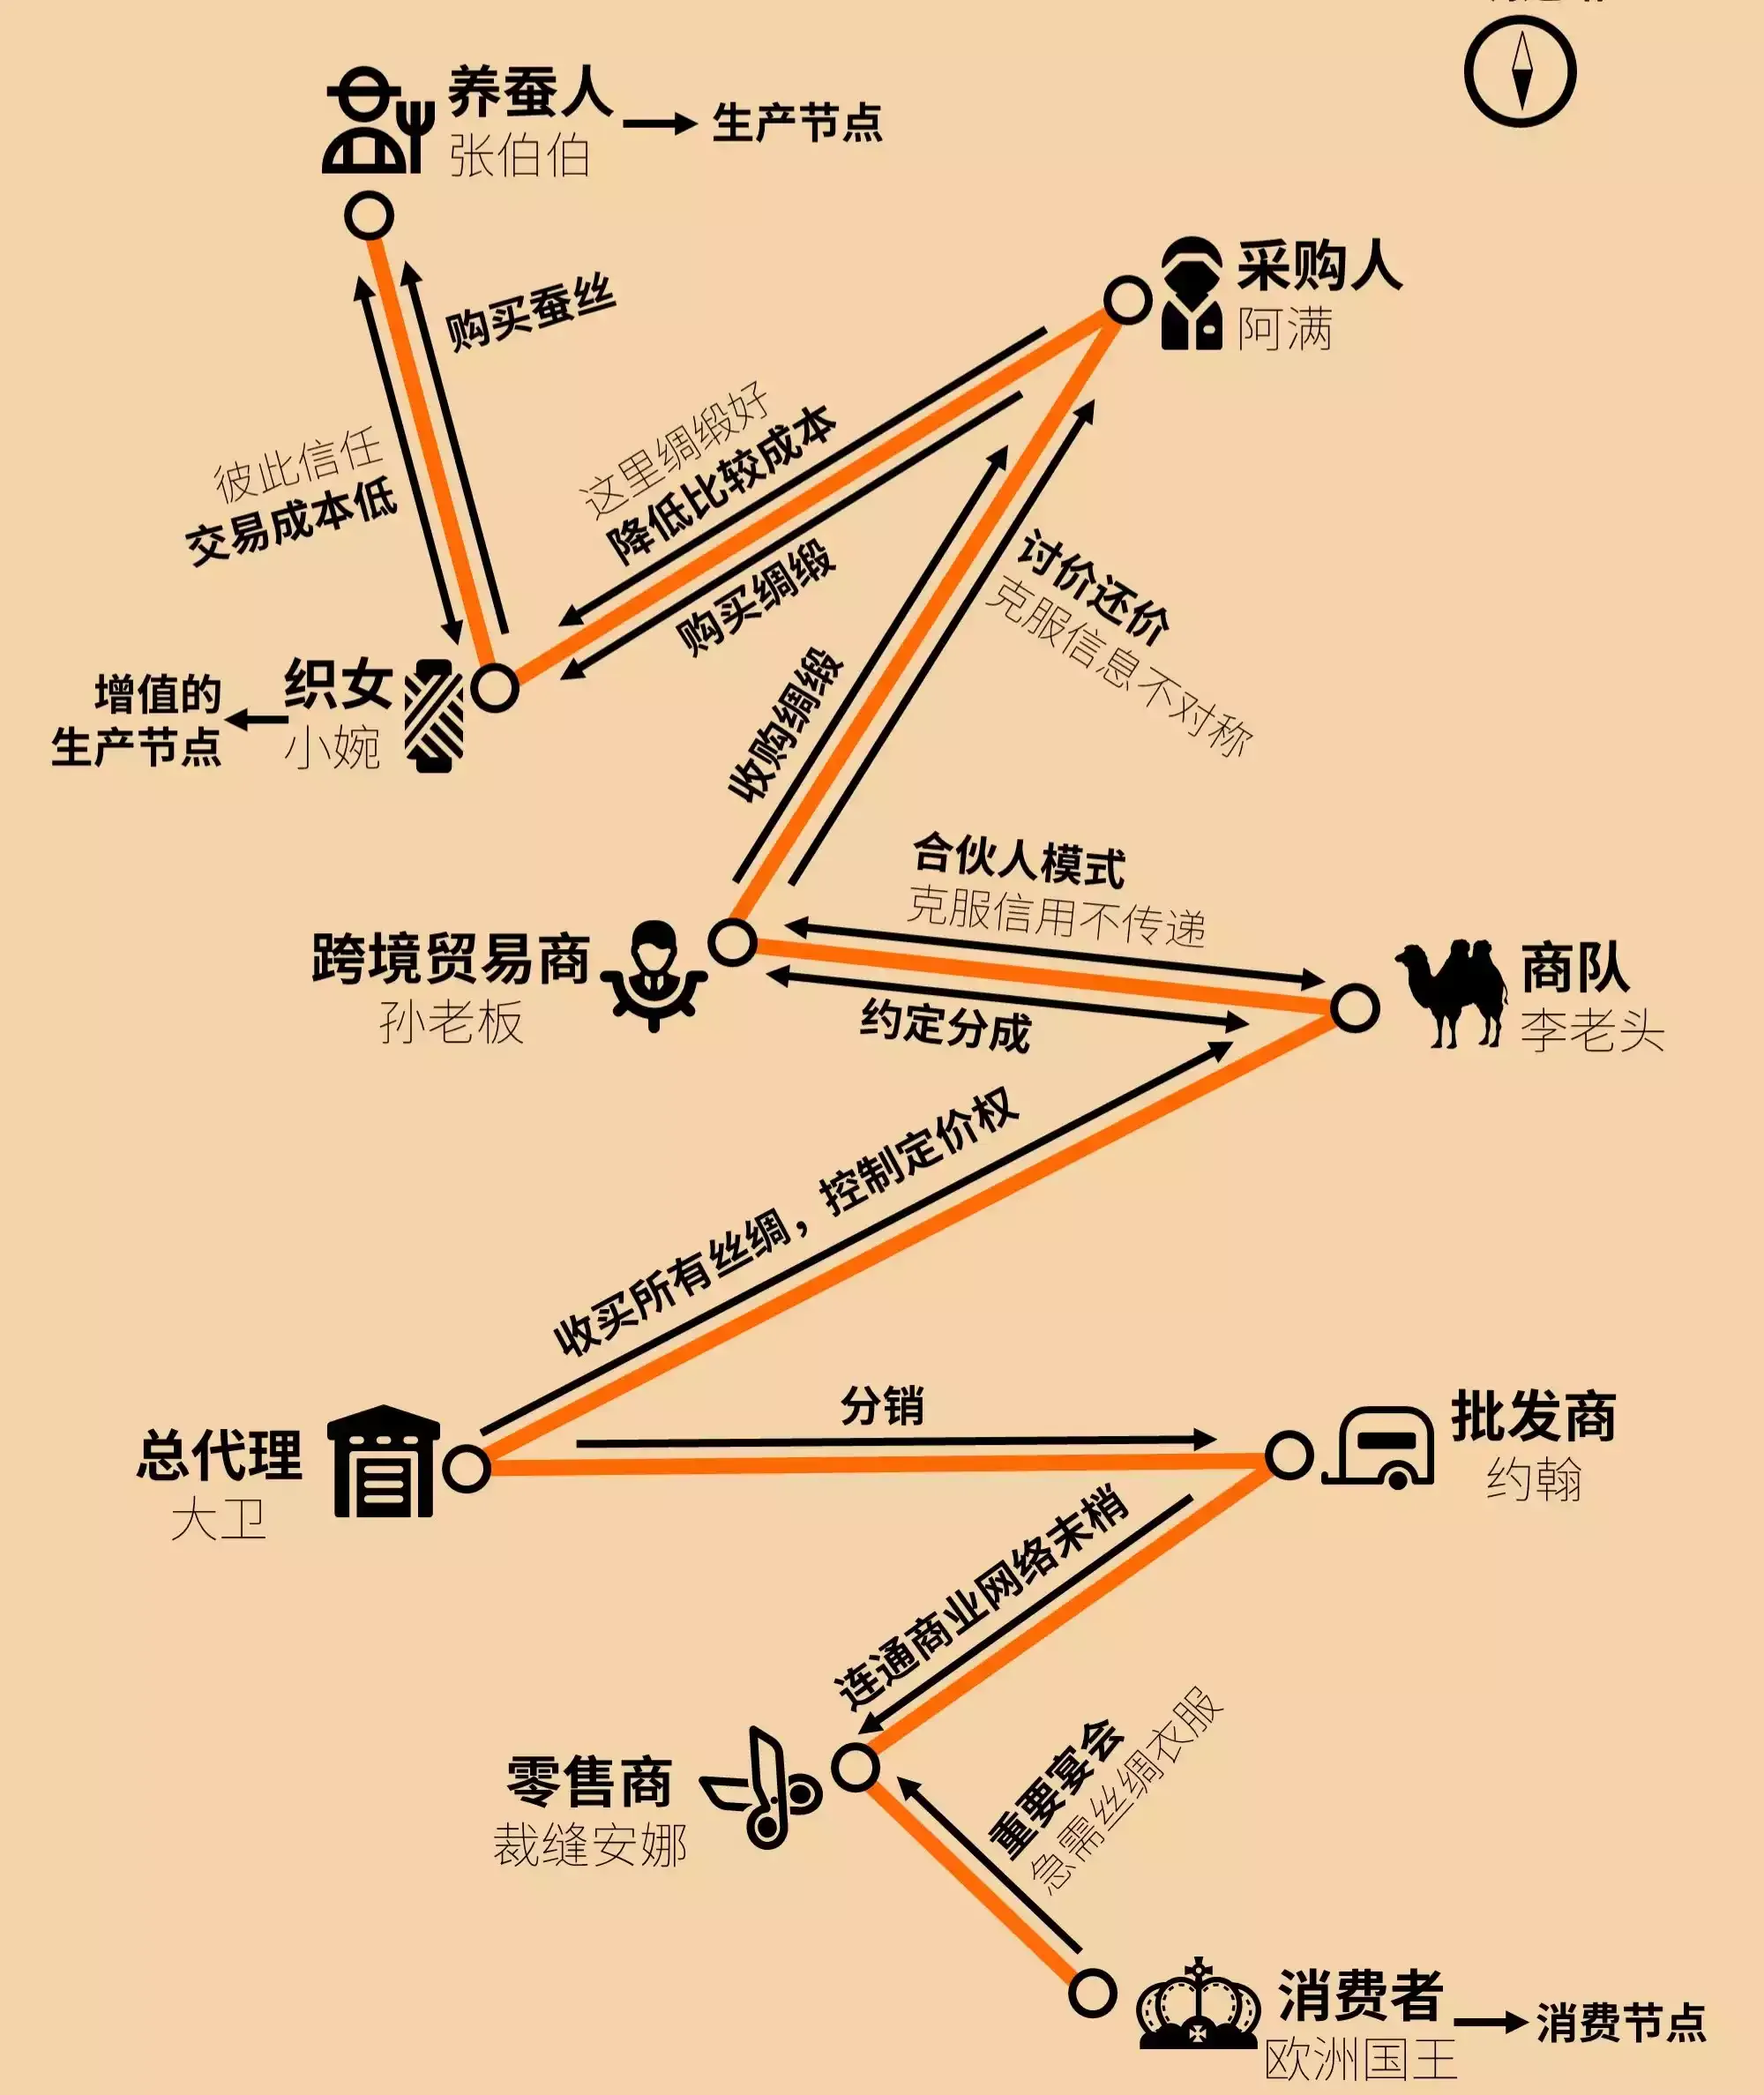 养蚕人
张伯伯
生产节点
采购人
阿满
购买蚕丝
彼此信任
交易成本低
这里绸缎好
降低比较成本
购买绸缎
讨价还价
克服信息不对称
收购绸缎
增值的
生产节点
织女
小婉
合伙人模式
克服信用不传递
跨境贸易商
孙老板
商队
李老头
约定分成
收买所有丝绸，控制定价权
分销
总代理
大卫
批发商
约翰
连通商业网络末梢
零售商
裁缝安娜
重要宴会
急需丝绸衣服
消费者
欧洲国王
消费节点